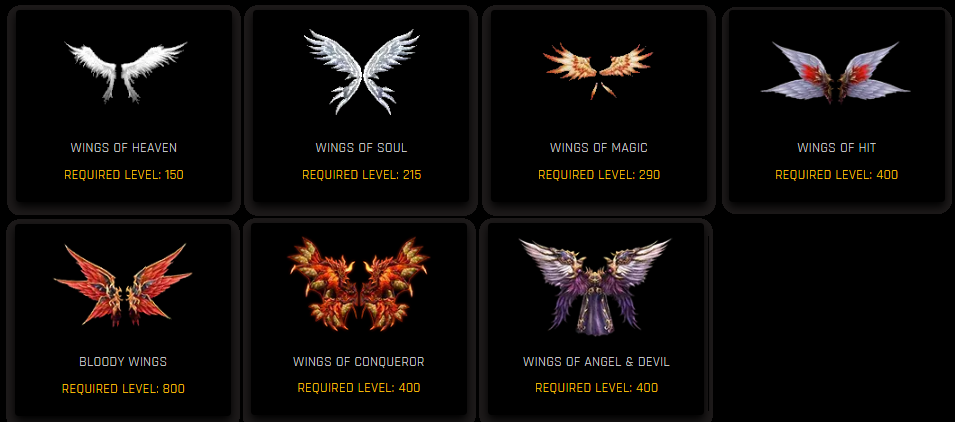 WINGS OF HEAVEN
REQUIRED LEVEL: 150
WINGS OF SOUL
REQUIRED LEVEL: 215
WINGS OF MAGIC
REQUIRED LEVEL: 290
WINGS OF HIT
REQUIRED LEVEL: 400
BLOODY WINGS
REQUIRED LEVEL: 800
WINGS OF CONQUEROR
REQUIRED LEVEL: 400
WINGS OF ANGEL & DEVIL
REQUIRED LEVEL: 400